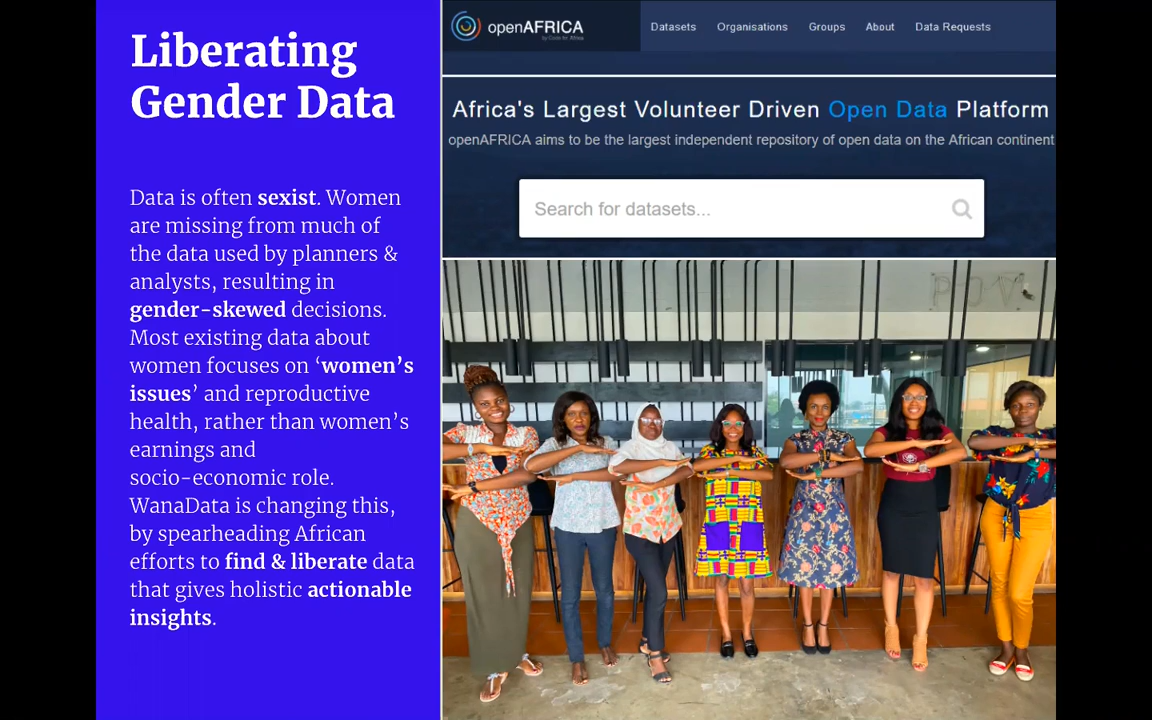 Liberating
Gender Data
Data is often sexist. Women
are missing from much of
the data used by planners &
analysts, resulting in
gender-skewed decisions.
Most existing data about
women focuses on ‘women’s
issues’ and reproductive
health, rather than women’s
earnings and
socio-economic role.
WanaData is changing this,
by spearheading African
efforts to find & liberate data
that gives holistic actionable
insights.
openAFRICA
by Code for Africa
Datasets Organisations Groups About Data Requests
Africa's Largest Volunteer Driven Open Data Platform
openAFRICA aims to be the largest independent repository of open data on the African continent
Search for datasets...